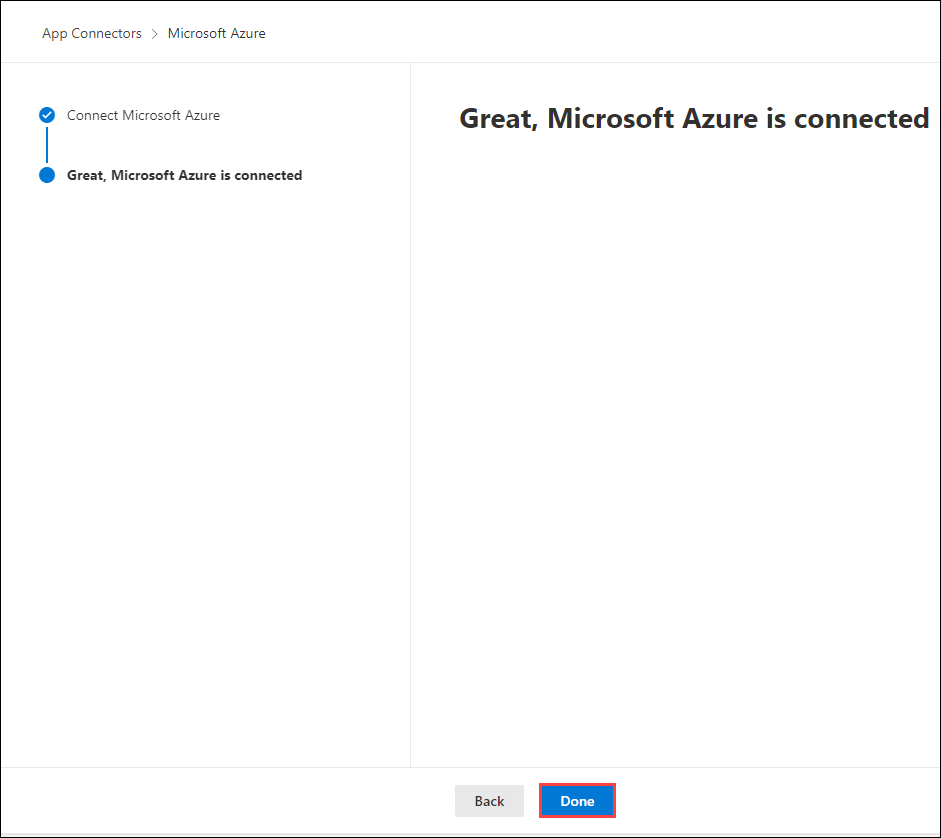 App Connectors > Microsoft Azure
Connect Microsoft Azure
Great, Microsoft Azure is connected
Great, Microsoft Azure is connected
Back
Done